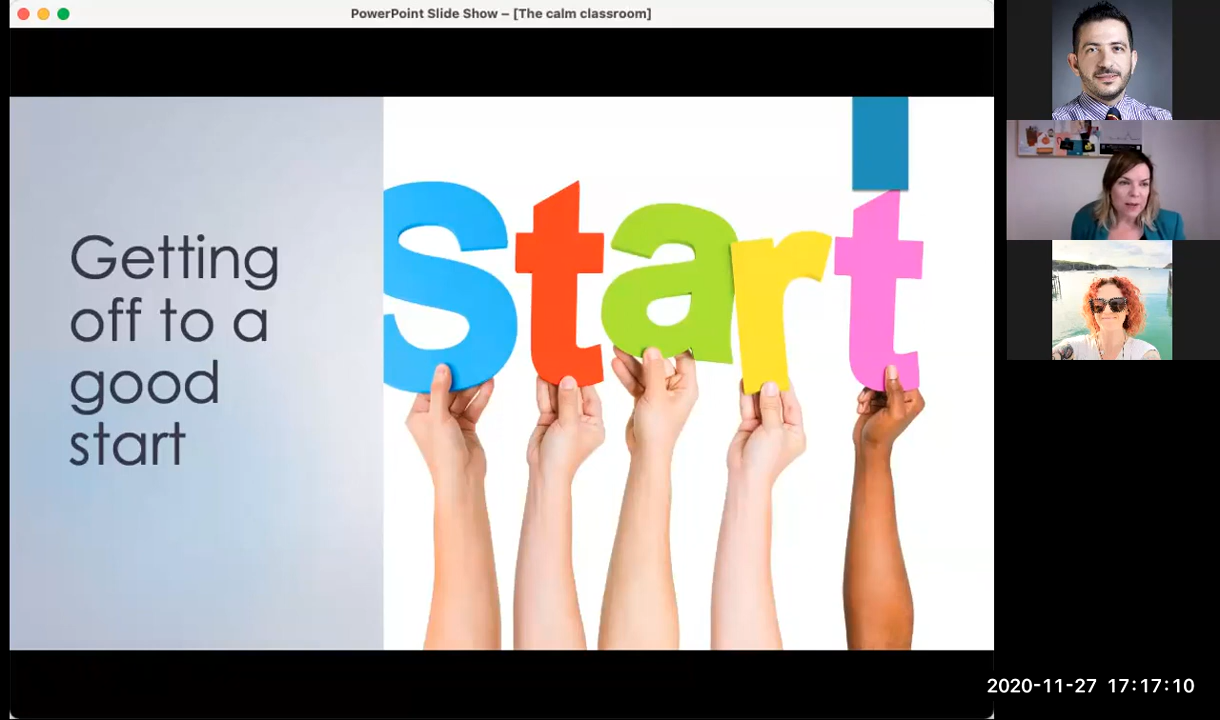 PowerPoint Slide Show – [The calm classroom]
Getting
off to a
good
start
start
2020-11-27 17:17:10